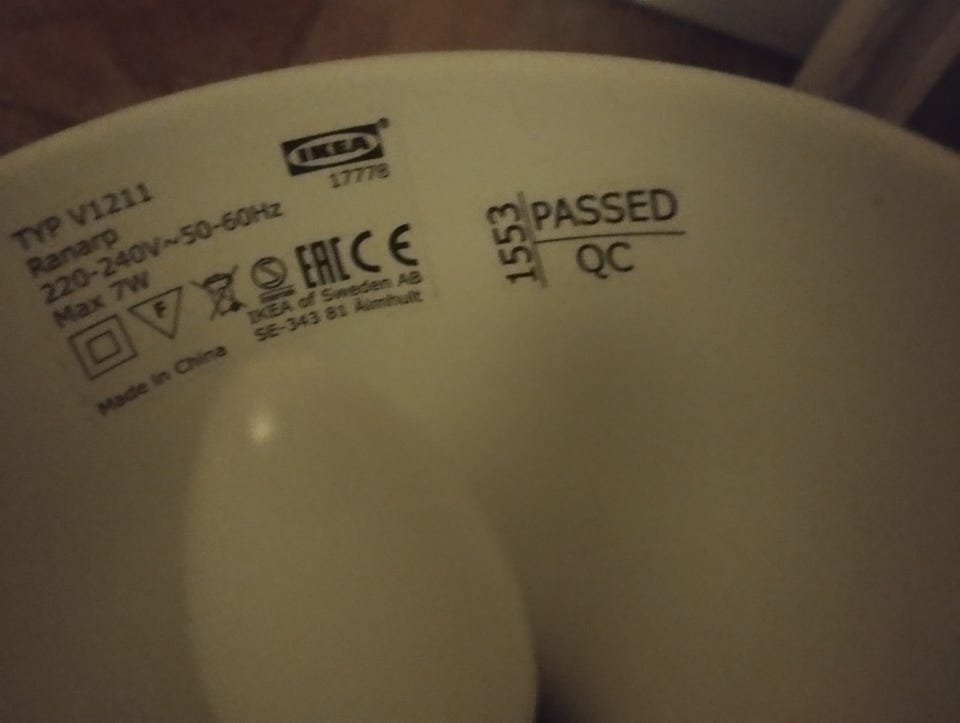 IKEA®
17778
TYP V1211
Ranarp
220-240V~50-60Hz
Max 7W
F
EAC CE
IKEA of Sweden AB
SE-343 81 Älmhult
Made in China
1553
PASSED
QC